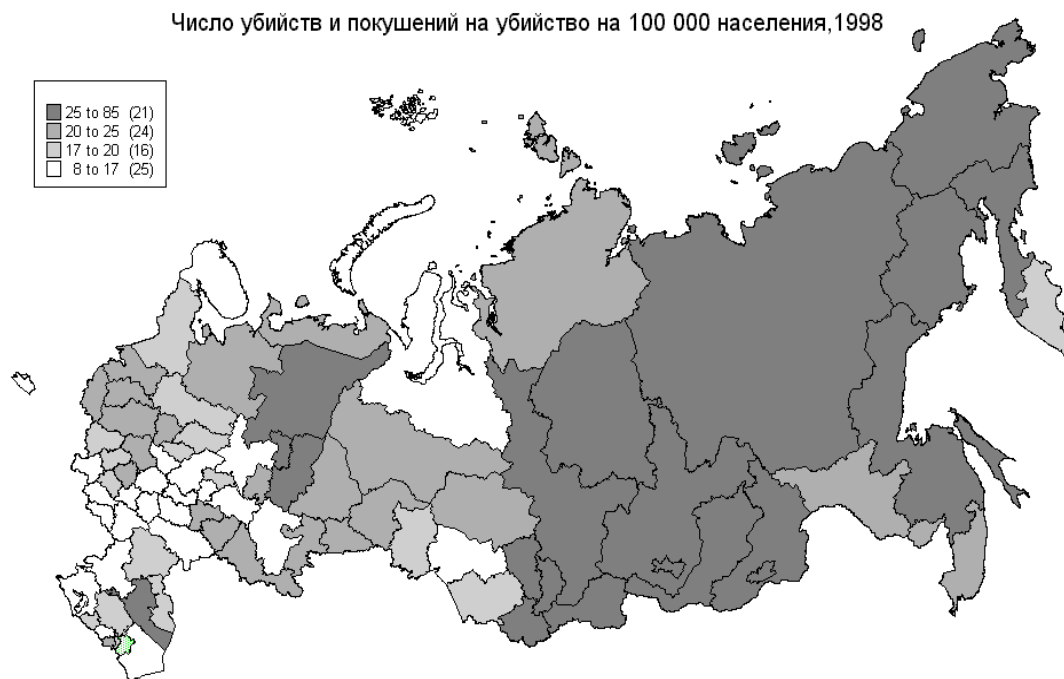 Число убийств и покушений на убийство на 100 000 населения,1998
25 to 85 (21)
20 to 25 (24)
17 to 20 (16)
8 to 17 (25)